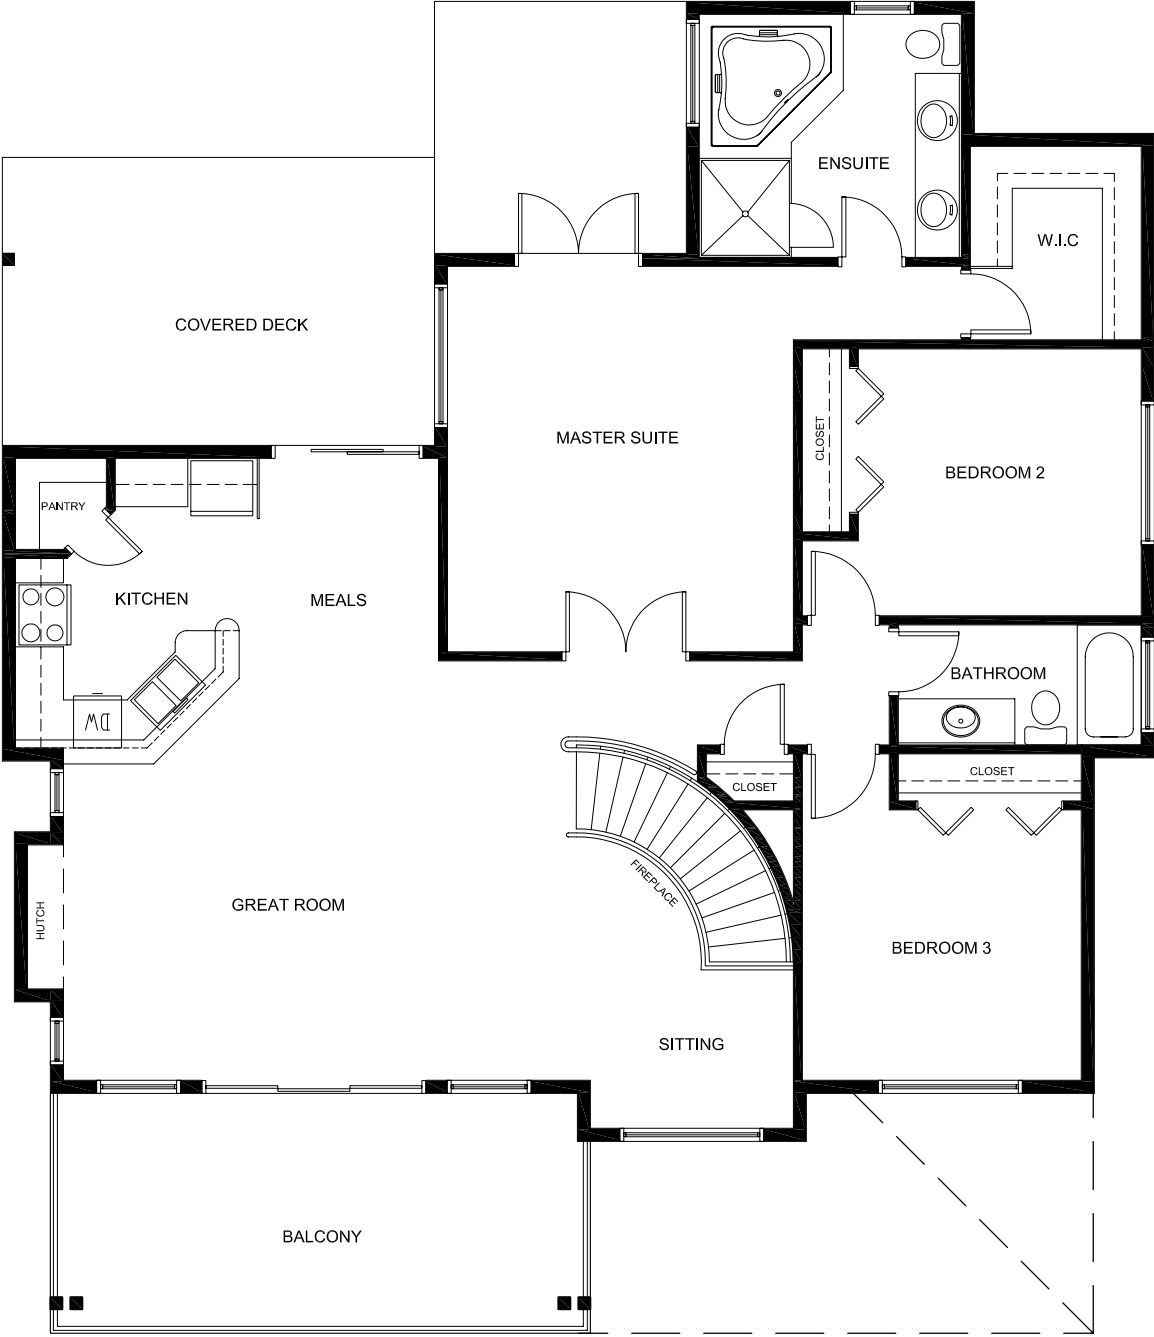 ENSUITE
W.I.C
COVERED DECK
MASTER SUITE
CLOSET
BEDROOM 2
PANTRY
KITCHEN
MEALS
BATHROOM
DW
CLOSET
CLOSET
FIREPLACE
HUTCH
GREAT ROOM
BEDROOM 3
SITTING
BALCONY